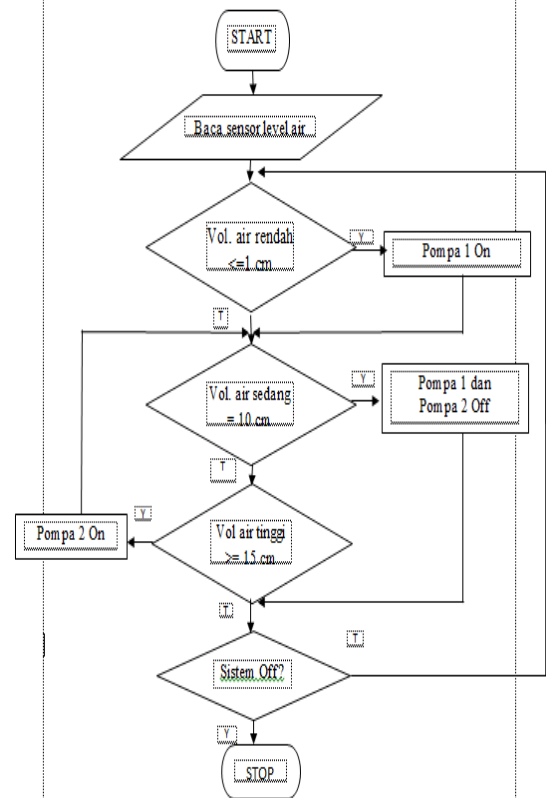 START
Baca sensor level air
Vol. air rendah
<=1 cm
Y
Pompa 1 On
T
Vol. air sedang
= 10 cm
Y
Pompa 1 dan
Pompa 2 Off
T
Vol air tinggi
>= 15 cm
Y
Pompa 2 On
T
Sistem Off?
T
Y
STOP